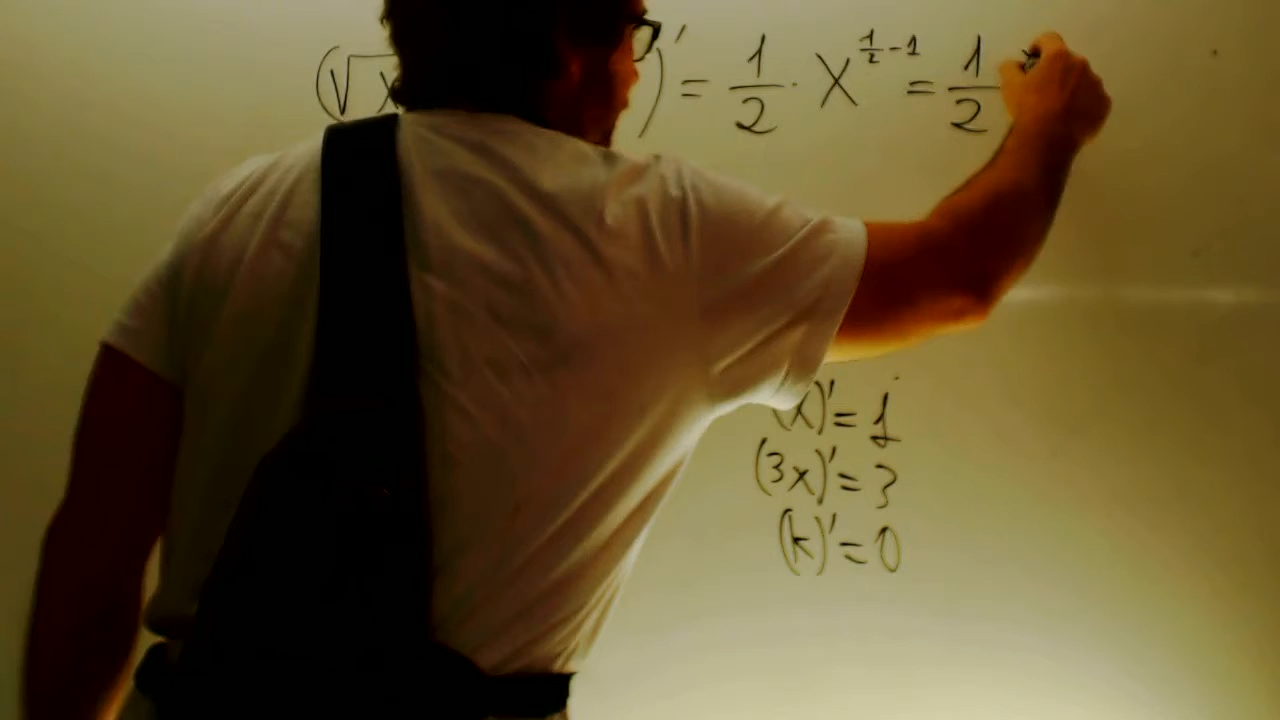 (√x )' = 1/2 · x^(1/2 - 1) = 1/2 x
(x)' = 1
(3x)' = 3
(k)' = 0